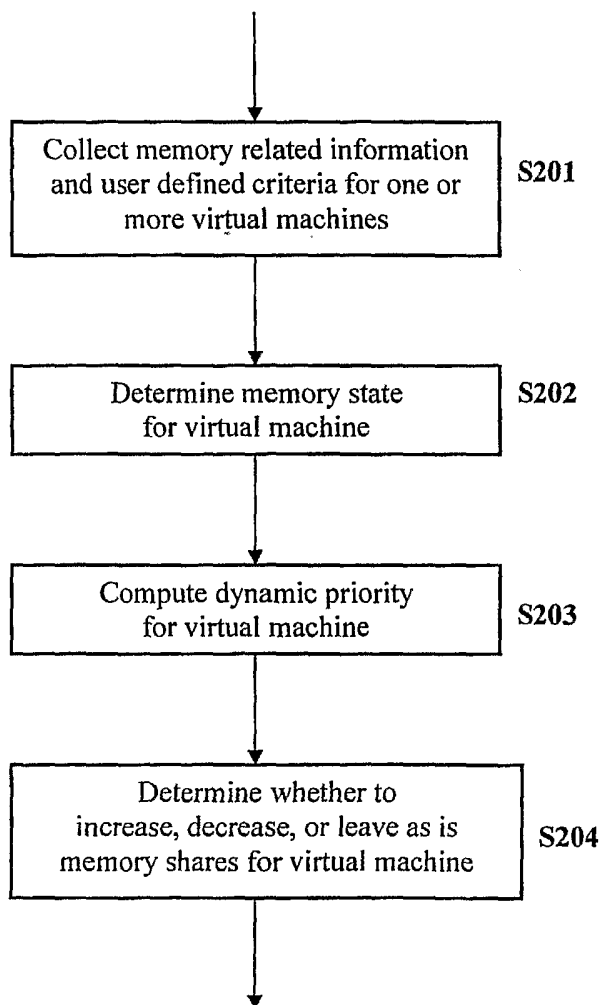 Collect memory related information
and user defined criteria for one or
more virtual machines
S201
Determine memory state
for virtual machine
S202
Compute dynamic priority
for virtual machine
S203
Determine whether to
increase, decrease, or leave as is
memory shares for virtual machine
S204